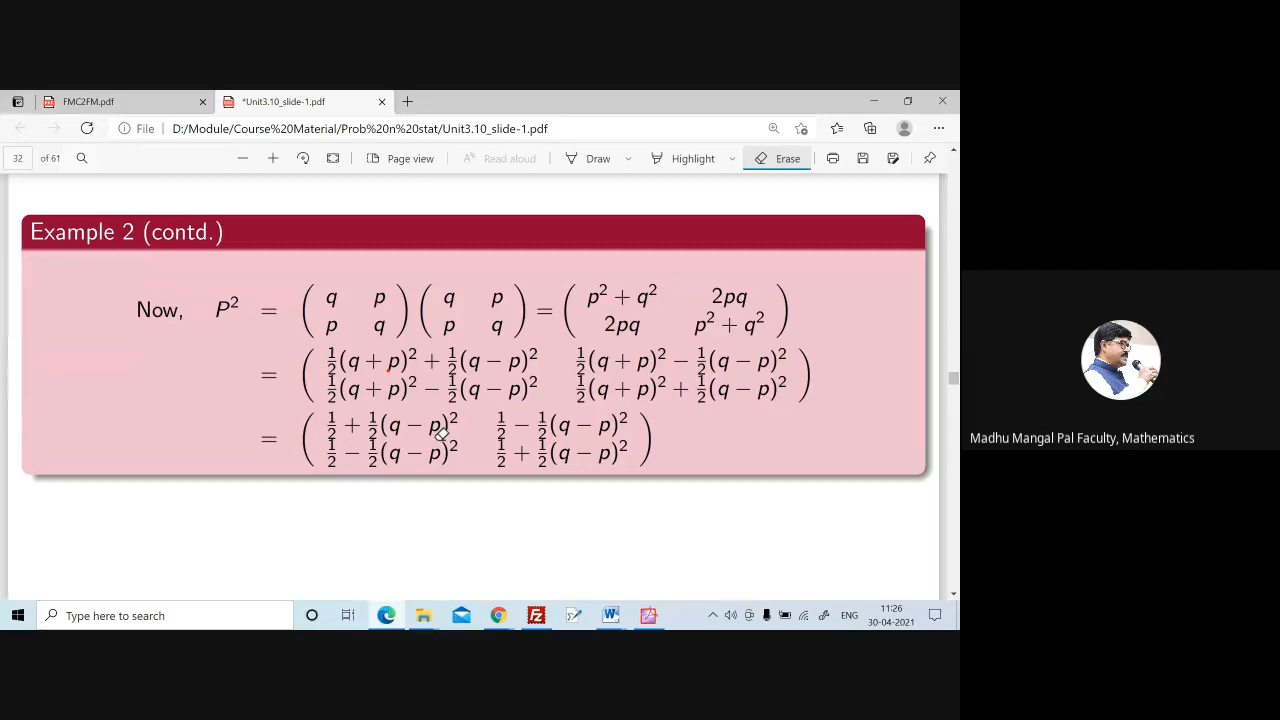 FMC2FM.pdf
*Unit3.10_slide-1.pdf
File D:/Module/Course%20Material/Prob%20n%20stat/Unit3.10_slide-1.pdf
32 of 61 Page view Read aloud Draw Highlight Erase
Example 2 (contd.)
Now, P² = ( q p ; p q ) ( q p ; p q ) = ( p² + q² 2pq ; 2pq p² + q² )
= ( ½(q + p)² + ½(q − p)² ½(q + p)² − ½(q − p)² ; ½(q + p)² − ½(q − p)² ½(q + p)² + ½(q − p)² )
= ( ½ + ½(q − p)² ½ − ½(q − p)² ; ½ − ½(q − p)² ½ + ½(q − p)² )
Madhu Mangal Pal Faculty, Mathematics
Type here to search
ENG
11:26
30-04-2021